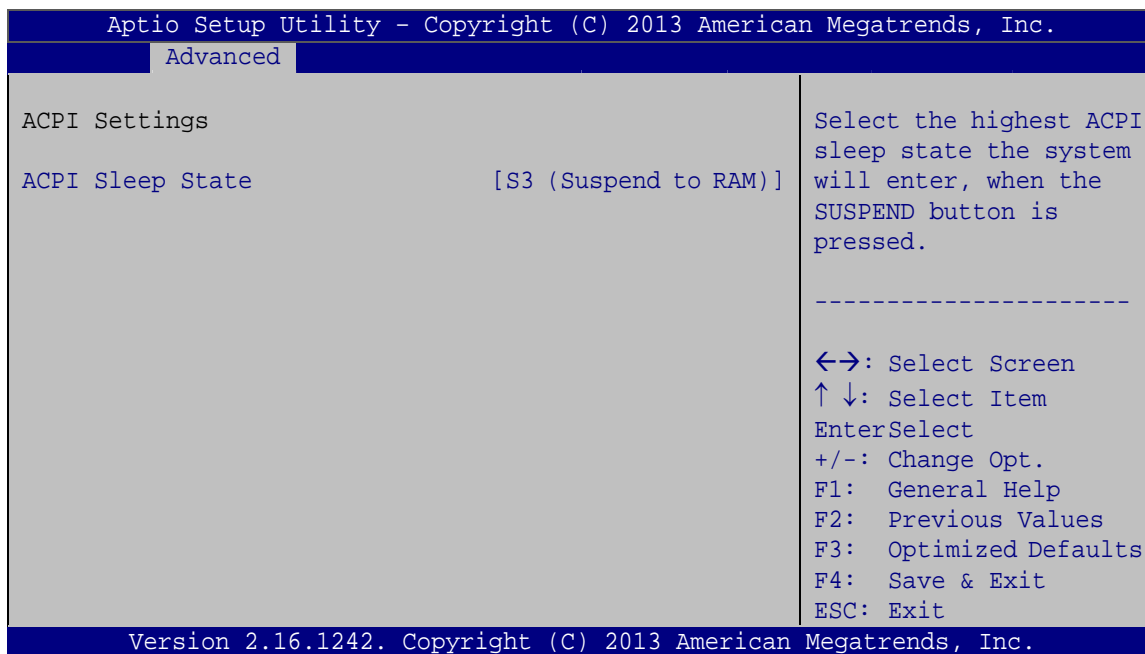 Aptio Setup Utility – Copyright (C) 2013 American Megatrends, Inc.
Advanced
ACPI Settings
ACPI Sleep State [S3 (Suspend to RAM)]
Select the highest ACPI
sleep state the system
will enter, when the
SUSPEND button is
pressed.
----------------------
←→: Select Screen
↑ ↓: Select Item
EnterSelect
+/-: Change Opt.
F1: General Help
F2: Previous Values
F3: Optimized Defaults
F4: Save & Exit
ESC: Exit
Version 2.16.1242. Copyright (C) 2013 American Megatrends, Inc.